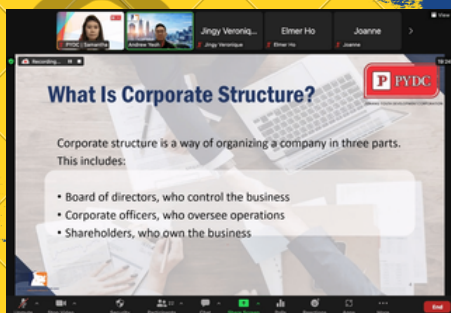 View
Jingy Veroniq...
Elmer Ho
Joanne
PYDC | Samantha
Andrew Yeoh
Jingy Veronique
Elmer Ho
Joanne
Recording...
P PYDC
What Is Corporate Structure?
Corporate structure is a way of organizing a company in three parts.
This includes:
• Board of directors, who control the business
• Corporate officers, who oversee operations
• Shareholders, who own the business
End